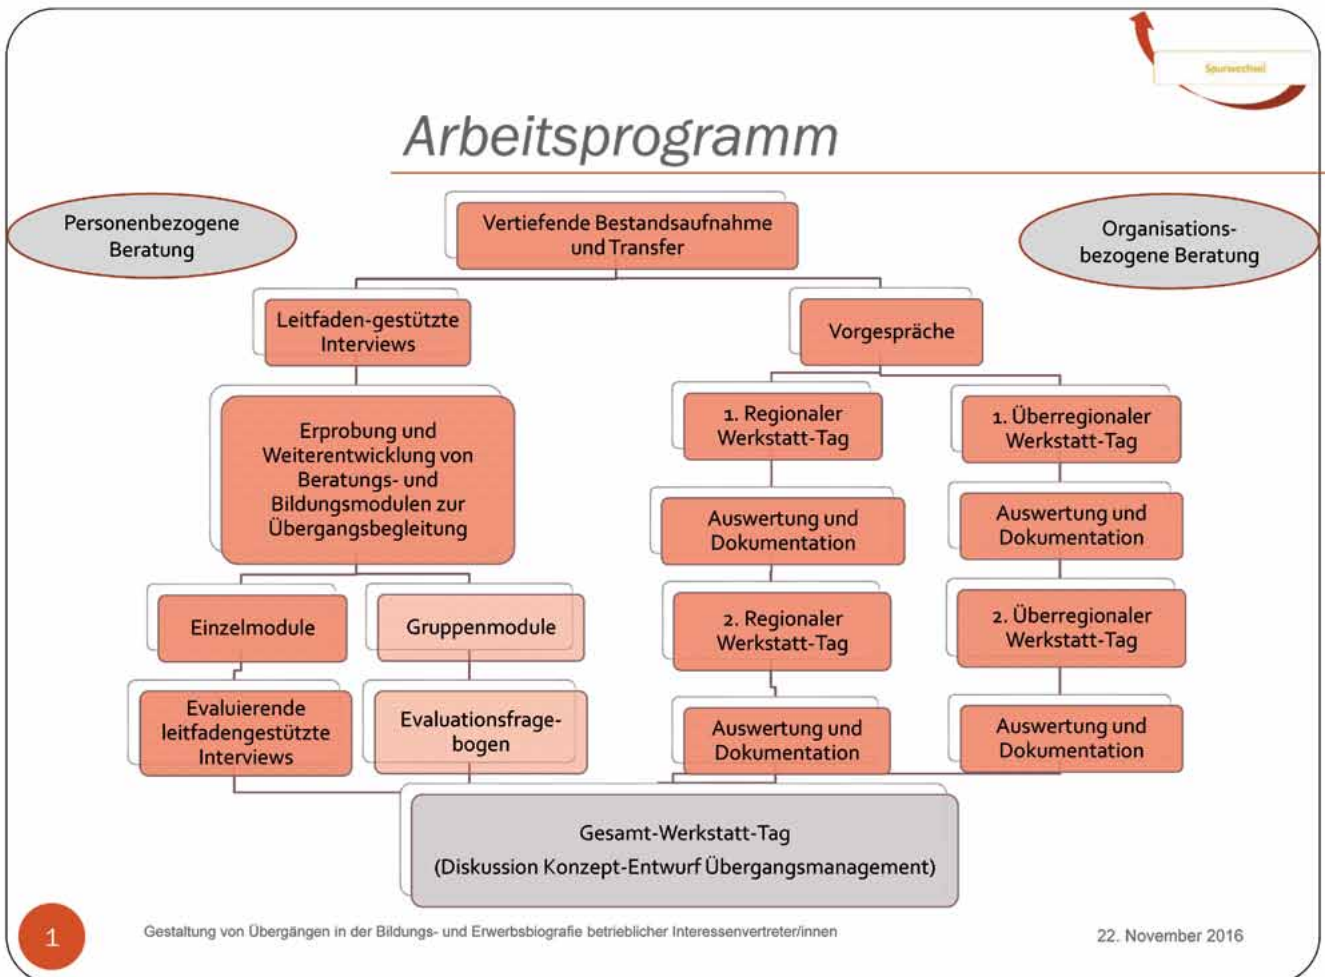 Spurwechsel
Arbeitsprogramm
Personenbezogene
Beratung
Vertiefende Bestandsaufnahme
und Transfer
Organisations-
bezogene Beratung
Leitfaden-gestützte
Interviews
Vorgespräche
Erprobung und
Weiterentwicklung von
Beratungs- und
Bildungsmodulen zur
Übergangsbegleitung
1. Regionaler
Werkstatt-Tag
1. Überregionaler
Werkstatt-Tag
Auswertung und
Dokumentation
Auswertung und
Dokumentation
Einzelmodule
Gruppenmodule
2. Regionaler
Werkstatt-Tag
2. Überregionaler
Werkstatt-Tag
Evaluierende
leitfadengestützte
Interviews
Evaluationsfrage-
bogen
Auswertung und
Dokumentation
Auswertung und
Dokumentation
Gesamt-Werkstatt-Tag
(Diskussion Konzept-Entwurf Übergangsmanagement)
1
Gestaltung von Übergängen in der Bildungs- und Erwerbsbiografie betrieblicher Interessenvertreter/innen
22. November 2016